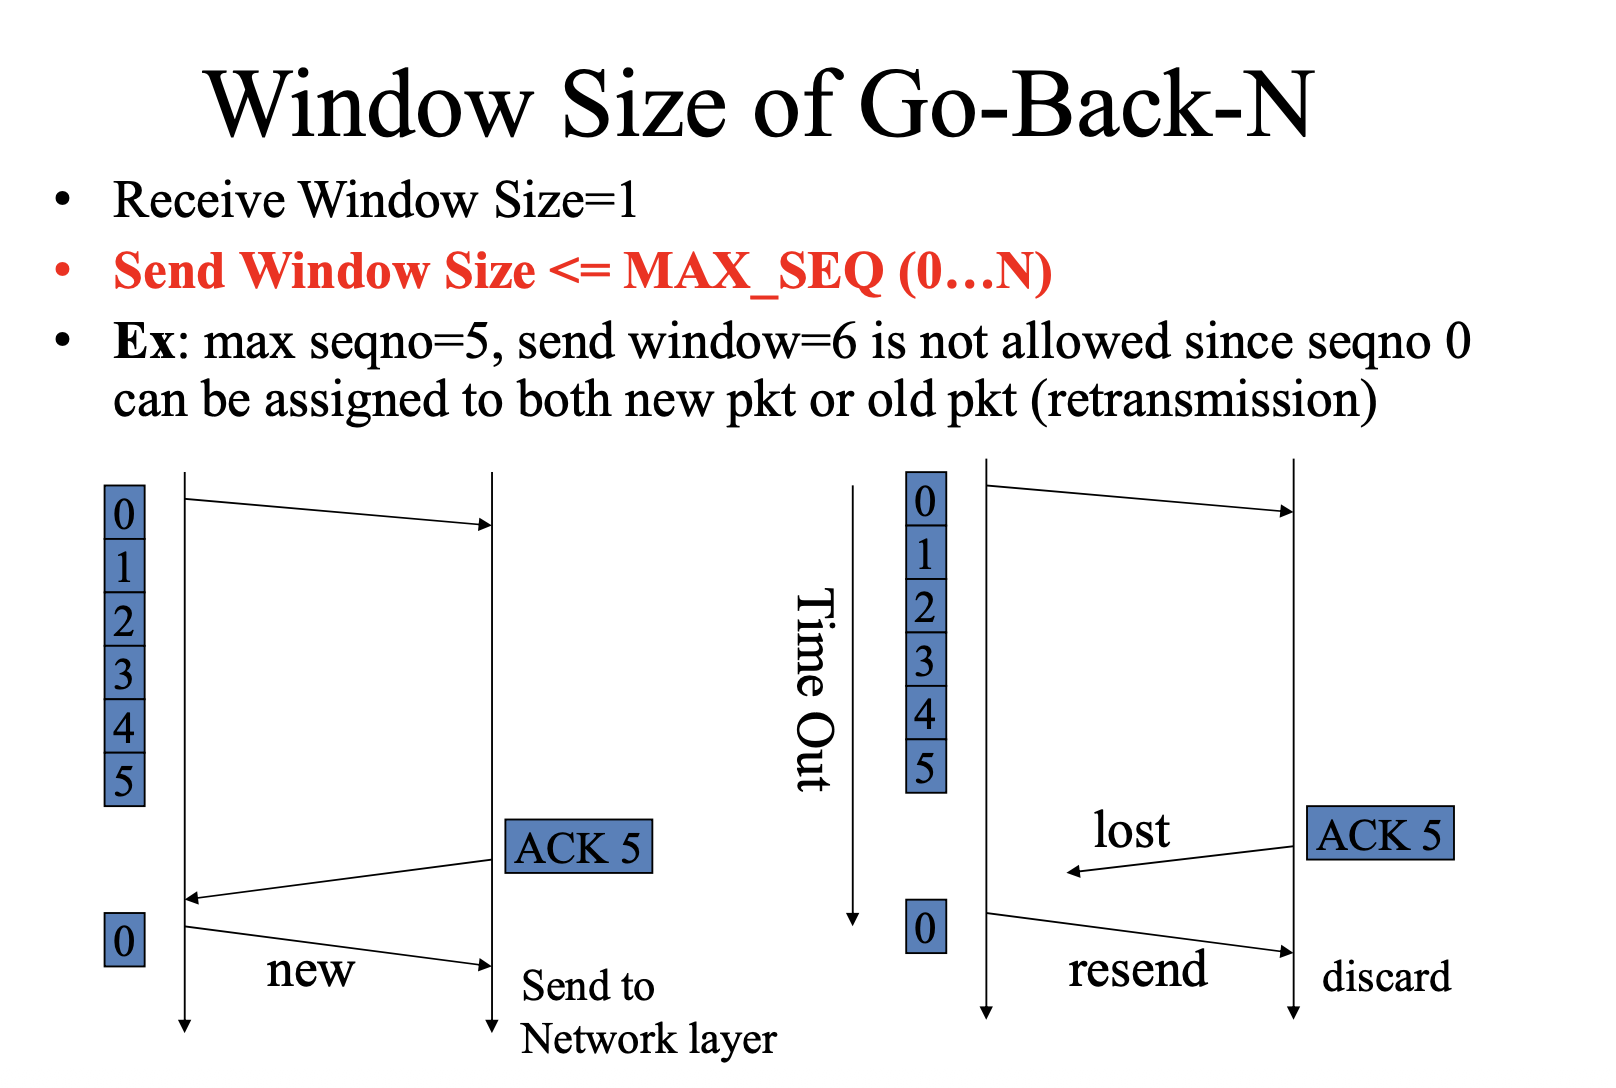 Window Size of Go-Back-N
• Receive Window Size=1
• Send Window Size <= MAX_SEQ (0…N)
• Ex: max seqno=5, send window=6 is not allowed since seqno 0
can be assigned to both new pkt or old pkt (retransmission)
0
1
2
3
4
5
ACK 5
0
new
Send to
Network layer
Time Out
0
1
2
3
4
5
lost
ACK 5
0
resend
discard